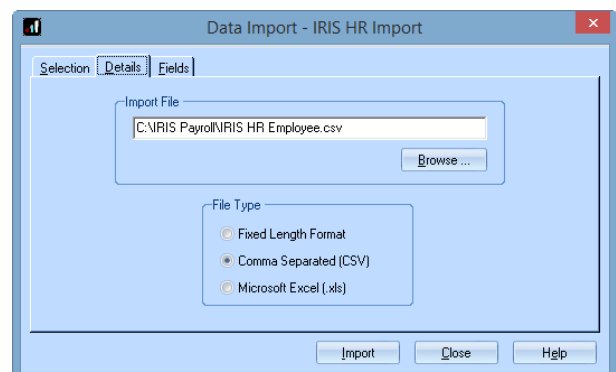 Data Import - IRIS HR Import
Selection Details Fields
Import File
C:\IRIS Payroll\IRIS HR Employee.csv
Browse ...
File Type
Fixed Length Format
Comma Separated (CSV)
Microsoft Excel (.xls)
Import Close Help